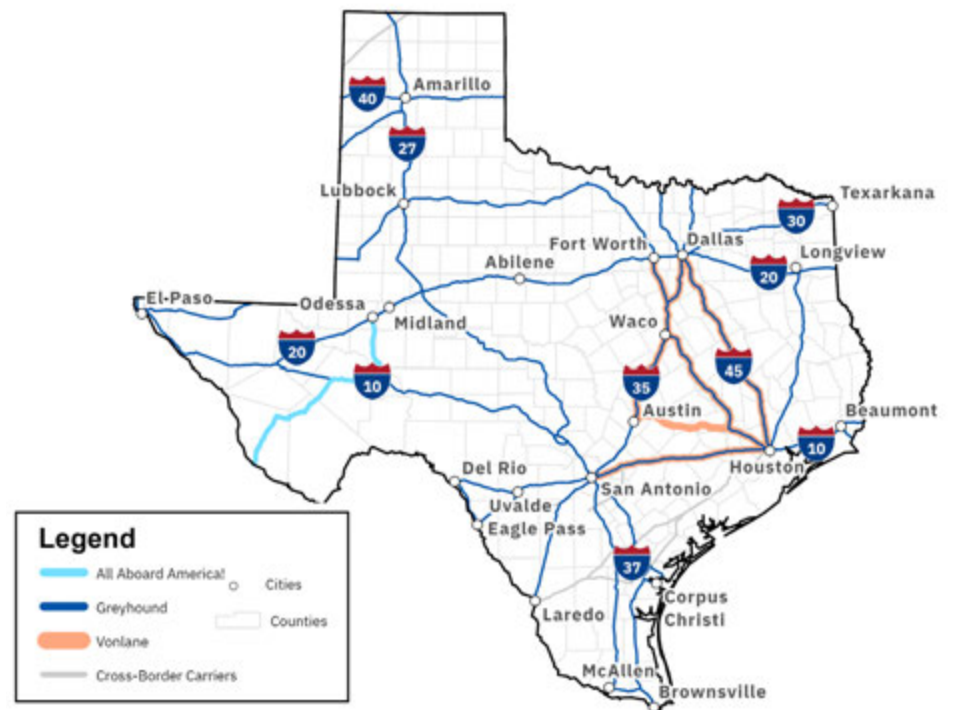 40
Amarillo
27
Lubbock
Texarkana
30
Fort Worth
Dallas
Longview
Abilene
20
El-Paso
Odessa
Midland
Waco
20
10
35
45
Austin
Beaumont
10
Houston
Del Rio
San Antonio
Uvalde
Eagle Pass
37
Corpus
Christi
Laredo
McAllen
Brownsville
Legend
All Aboard America!
Cities
Greyhound
Counties
Vonlane
Cross-Border Carriers